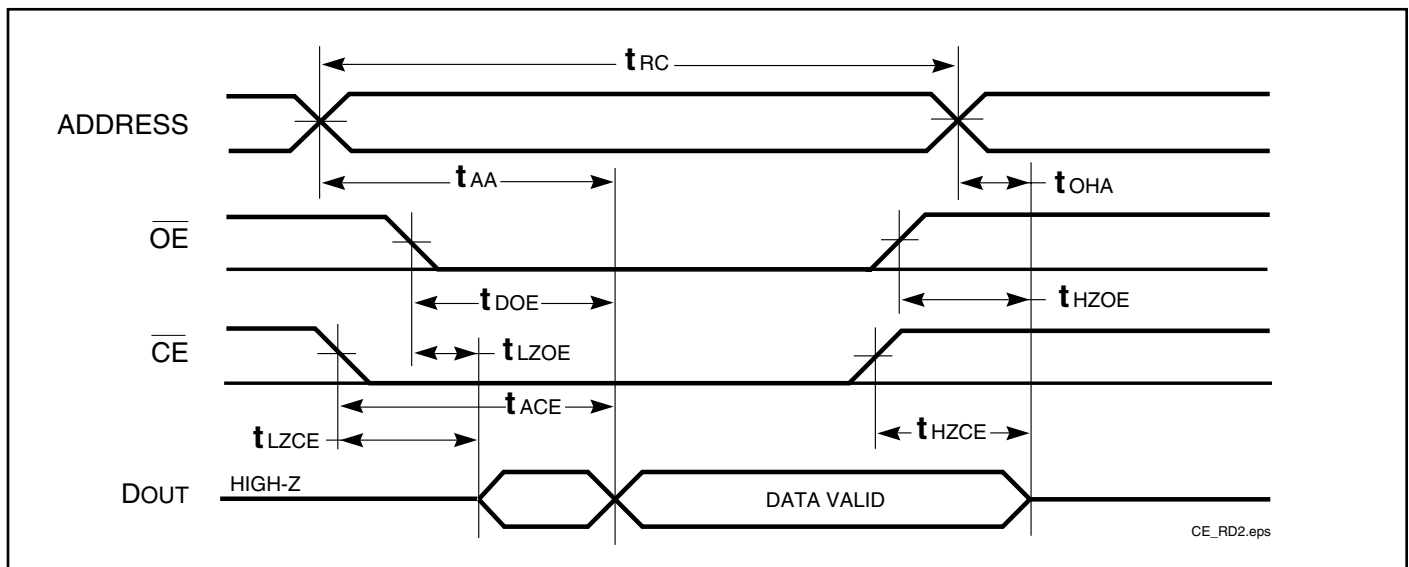 tRC
ADDRESS
tAA
tOHA
OE
tDOE
tHZOE
CE
tLZOE
tACE
tLZCE
tHZCE
DOUT
HIGH-Z
DATA VALID
CE_RD2.eps